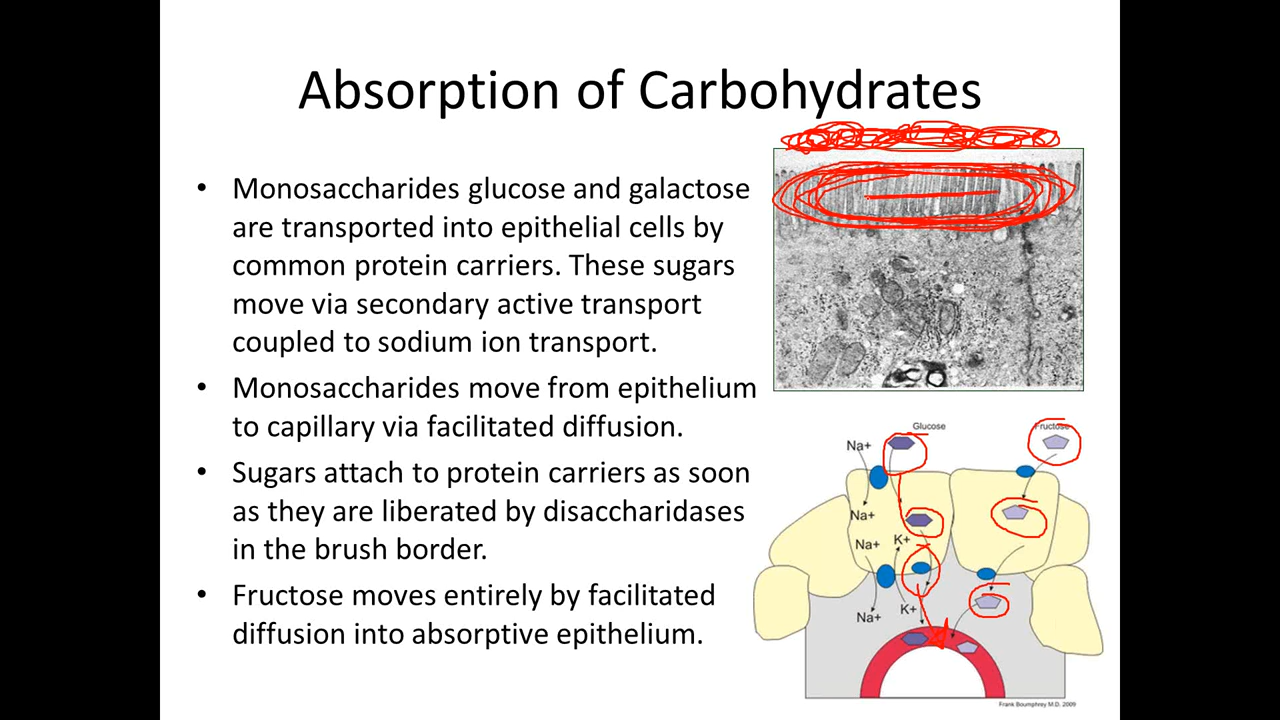 Absorption of Carbohydrates
• Monosaccharides glucose and galactose
are transported into epithelial cells by
common protein carriers. These sugars
move via secondary active transport
coupled to sodium ion transport.
• Monosaccharides move from epithelium
to capillary via facilitated diffusion.
• Sugars attach to protein carriers as soon
as they are liberated by disaccharidases
in the brush border.
• Fructose moves entirely by facilitated
diffusion into absorptive epithelium.
Glucose
Fructose
Na+
Na+
Na+
K+
K+
Na+
Frank Boumphrey M.D. 2009